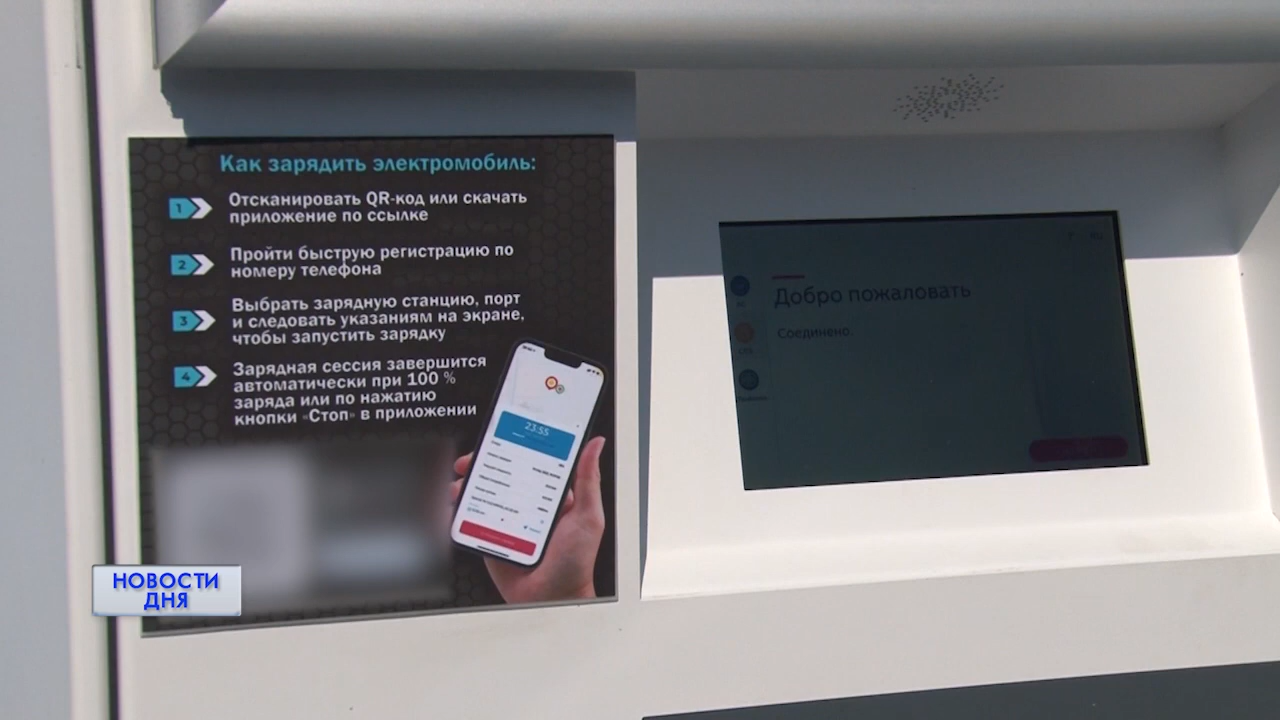 Как зарядить электромобиль:
1
Отсканировать QR-код или скачать
приложение по ссылке
2
Пройти быструю регистрацию по
номеру телефона
3
Выбрать зарядную станцию, порт
и следовать указаниям на экране,
чтобы запустить зарядку
4
Зарядная сессия завершится
автоматически при 100 %
заряда или по нажатию
кнопки «Стоп» в приложении
23:55
Добро пожаловать
Соединено.
НОВОСТИ
ДНЯ